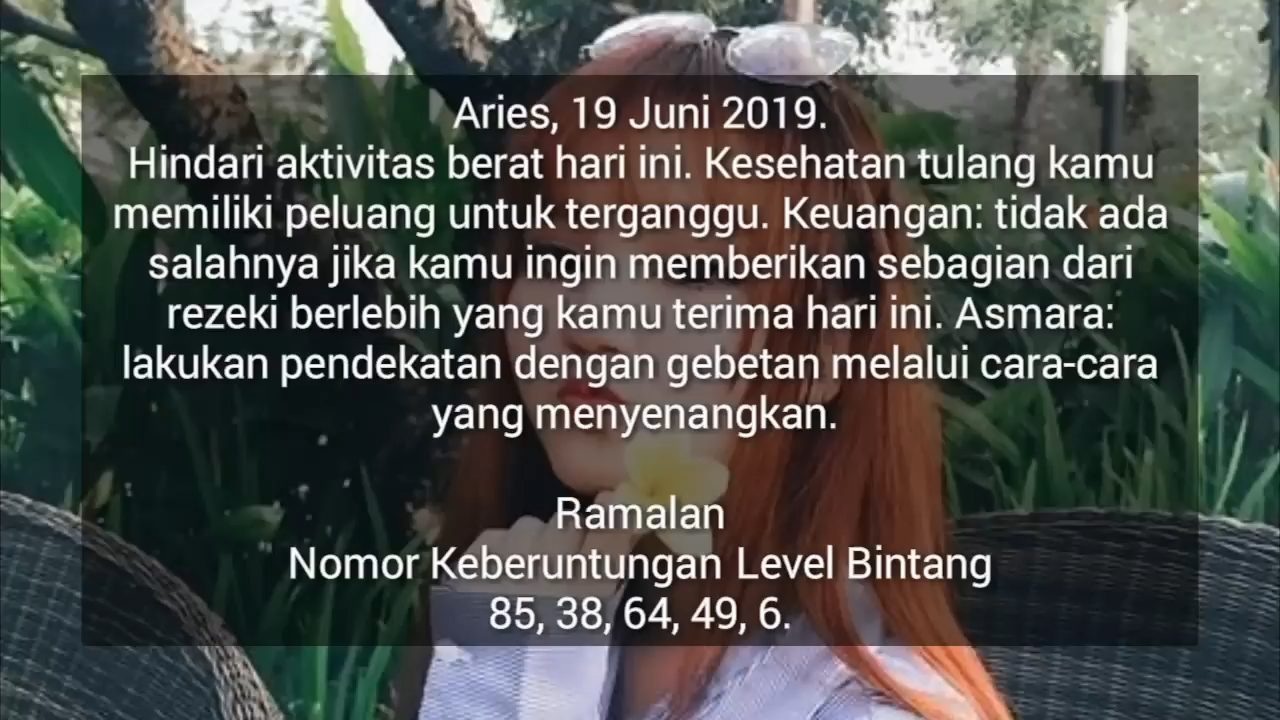 Aries, 19 Juni 2019.
Hindari aktivitas berat hari ini. Kesehatan tulang kamu
memiliki peluang untuk terganggu. Keuangan: tidak ada
salahnya jika kamu ingin memberikan sebagian dari
rezeki berlebih yang kamu terima hari ini. Asmara:
lakukan pendekatan dengan gebetan melalui cara-cara
yang menyenangkan.
Ramalan
Nomor Keberuntungan Level Bintang
85, 38, 64, 49, 6.